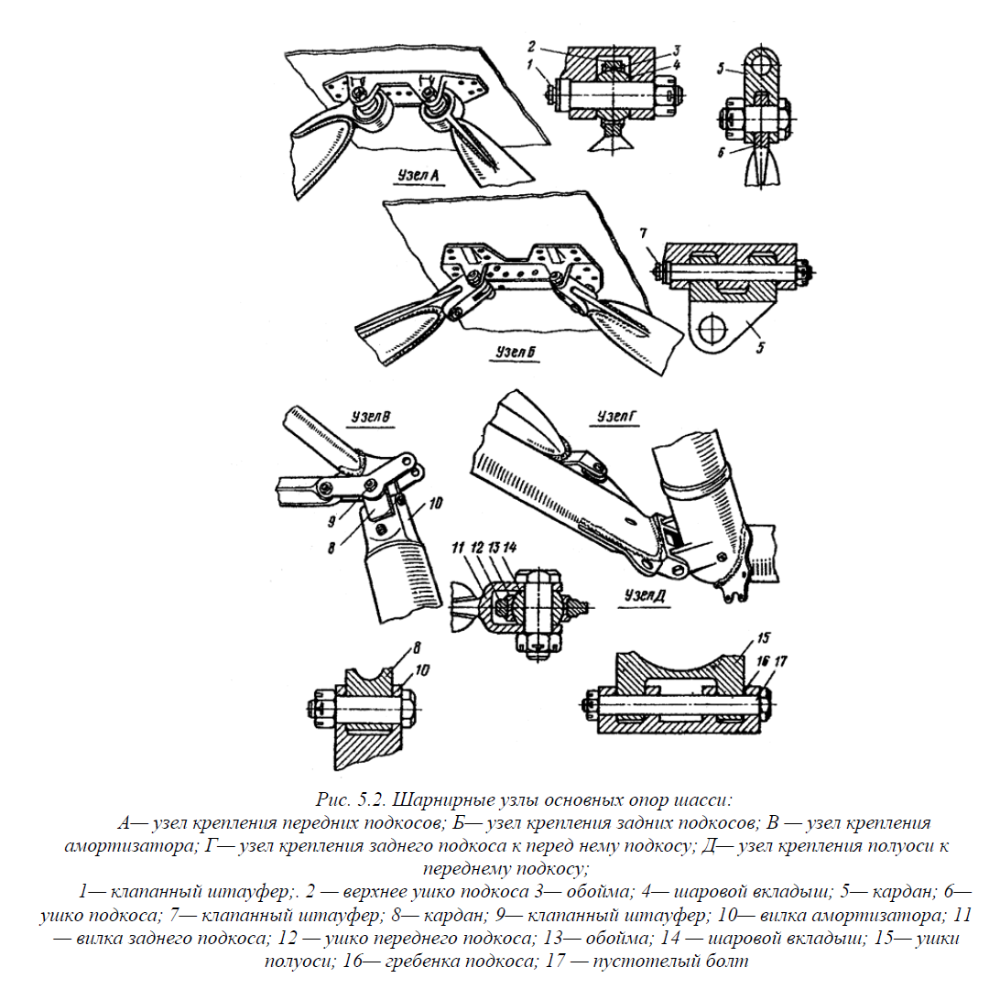 2
3
1
4
5
6
Узел А
7
Узел Б
5
Узел В
Узел Г
9
8
10
11 12 13 14
Узел Д
8
10
15
16 17
Рис. 5.2. Шарнирные узлы основных опор шасси:
А— узел крепления передних подкосов; Б— узел крепления задних подкосов; В — узел крепления
амортизатора; Г— узел крепления заднего подкоса к перед нему подкосу; Д— узел крепления полуоси к
переднему подкосу;
1— клапанный штауфер;. 2 — верхнее ушко подкоса 3— обойма; 4— шаровой вкладыш; 5— кардан; 6—
ушко подкоса; 7— клапанный штауфер; 8— кардан; 9— клапанный штауфер; 10— вилка амортизатора; 11
— вилка заднего подкоса; 12 — ушко переднего подкоса; 13— обойма; 14 — шаровой вкладыш; 15— ушки
полуоси; 16— гребенка подкоса; 17 — пустотелый болт